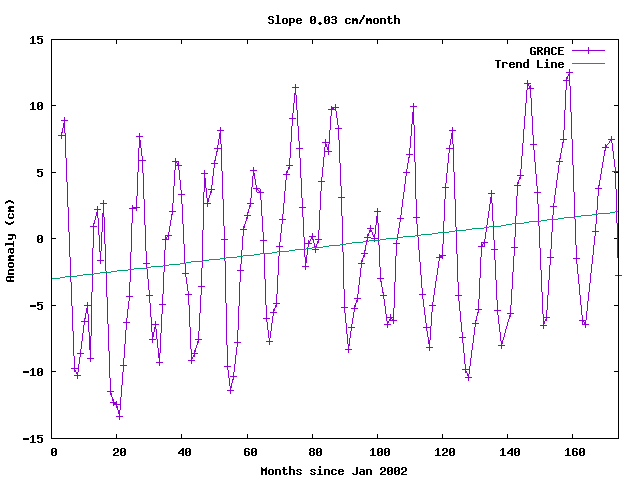 Slope 0.03 cm/month
GRACE
Trend Line
15
10
5
0
-5
-10
-15
Anomaly (cm)
0 20 40 60 80 100 120 140 160
Months since Jan 2002